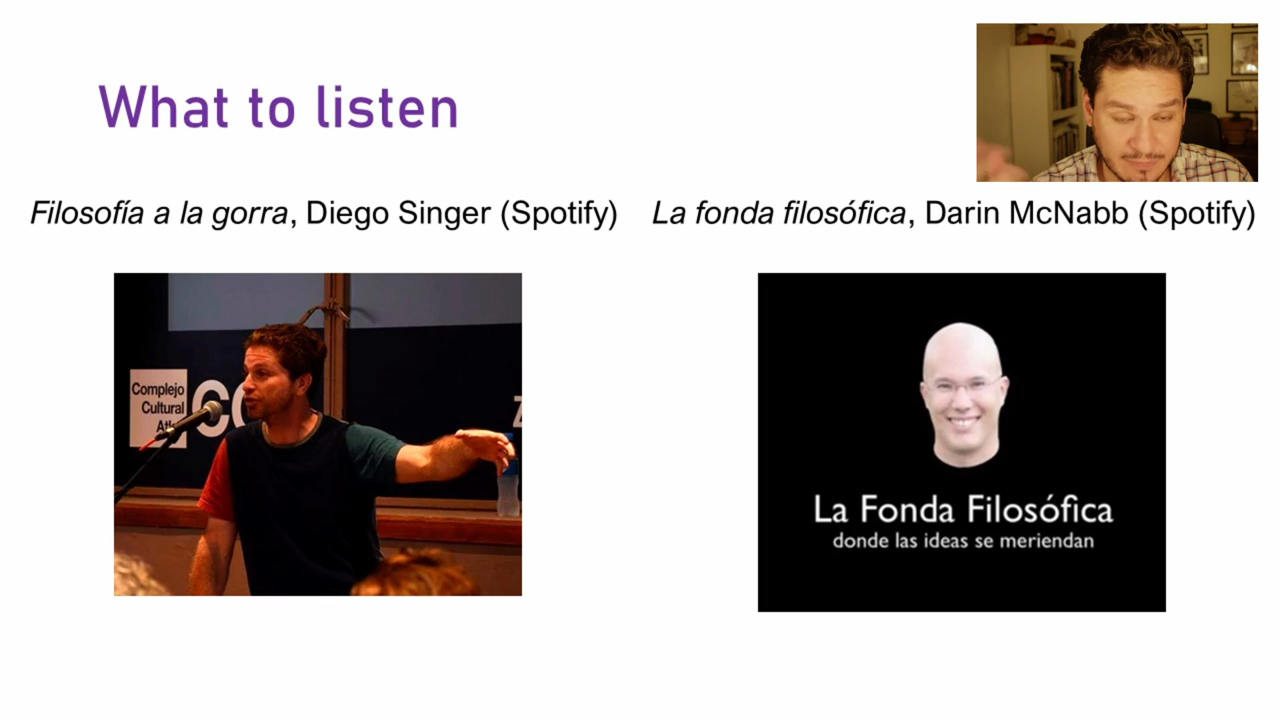 What to listen
Filosofía a la gorra, Diego Singer (Spotify)
La fonda filosófica, Darin McNabb (Spotify)
Complejo
Cultural
La Fonda Filosófica
donde las ideas se meriendan